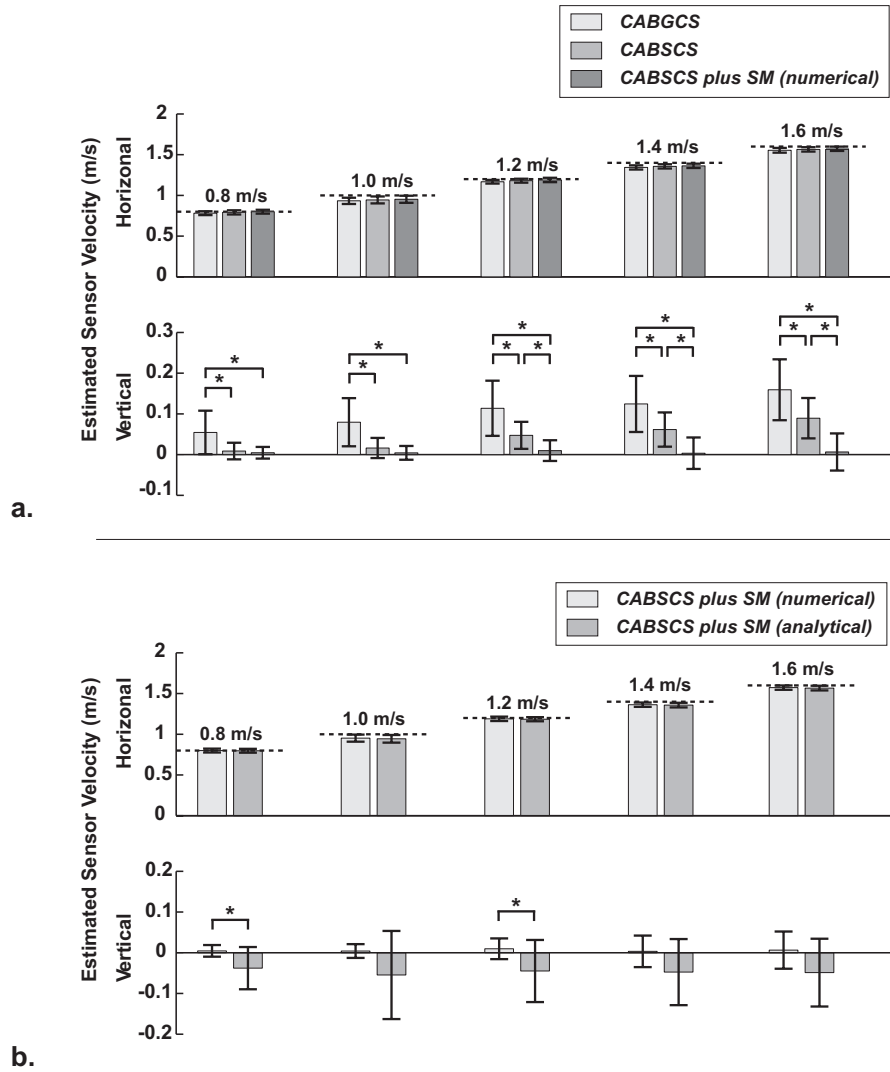 CABGCS
CABSCS
CABSCS plus SM (numerical)
Estimated Sensor Velocity (m/s)
Horizonal
2
1.5
1
0.5
0
0.8 m/s
1.0 m/s
1.2 m/s
1.4 m/s
1.6 m/s
Vertical
0.3
0.2
0.1
0
-0.1
* *
* *
* * *
* * *
* * *
a.
CABSCS plus SM (numerical)
CABSCS plus SM (analytical)
Estimated Sensor Velocity (m/s)
Horizonal
2
1.5
1
0.5
0
0.8 m/s
1.0 m/s
1.2 m/s
1.4 m/s
1.6 m/s
Vertical
0.2
0.1
0
-0.1
-0.2
*
*
b.